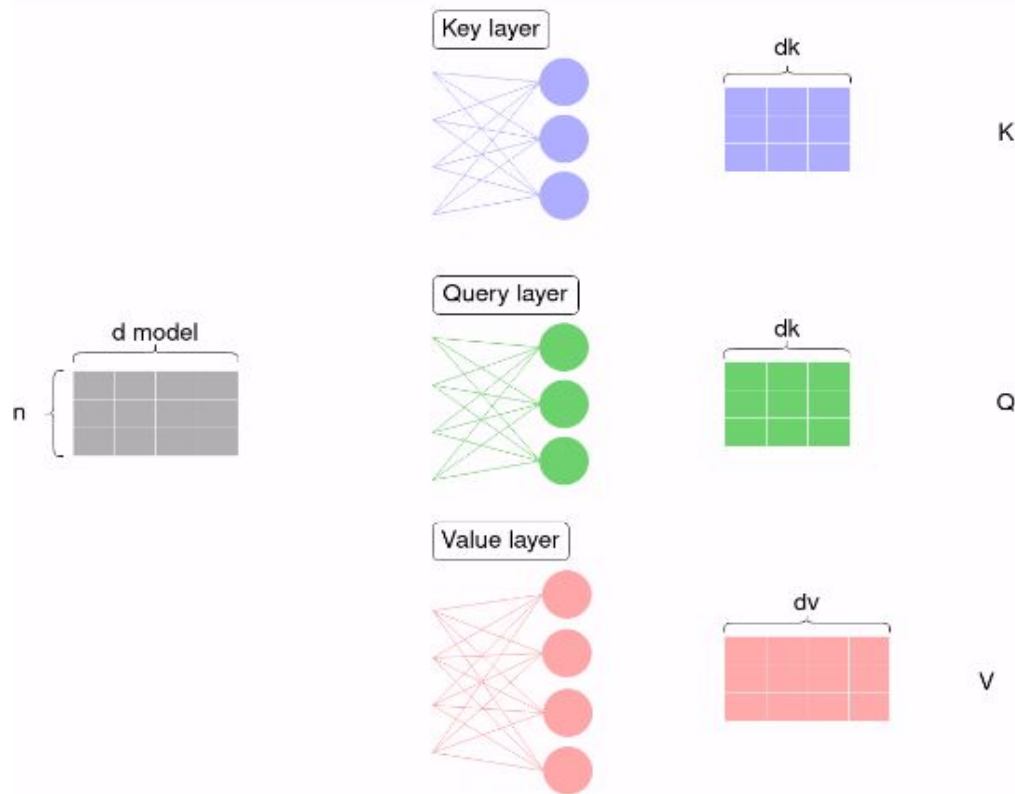 Key layer
dk
K
Query layer
dk
Q
d model
n
Value layer
dv
V